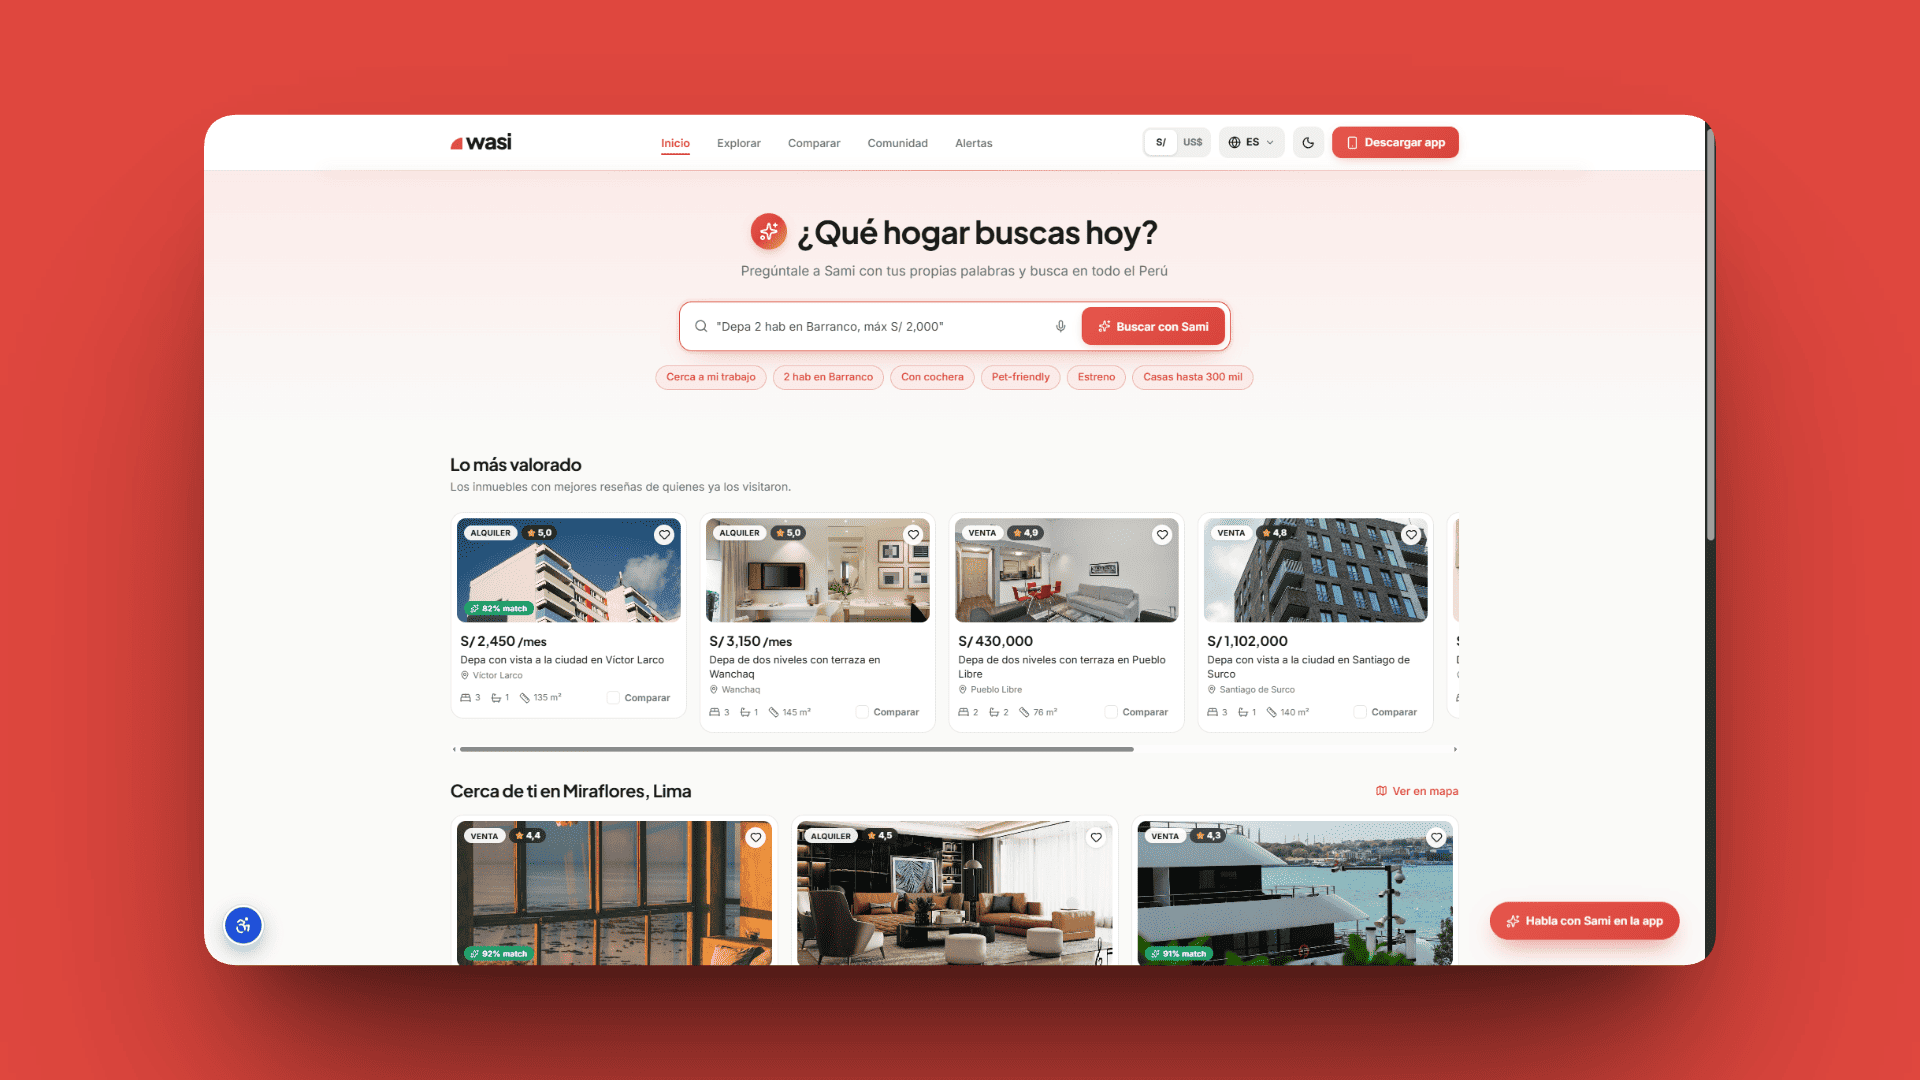 wasi
Inicio
Explorar
Comparar
Comunidad
Alertas
S/
US$
ES
Descargar app
¿Qué hogar buscas hoy?
Pregúntale a Sami con tus propias palabras y busca en todo el Perú
"Depa 2 hab en Barranco, máx S/ 2,000"
Buscar con Sami
Cerca a mi trabajo
2 hab en Barranco
Con cochera
Pet-friendly
Estreno
Casas hasta 300 mil
Lo más valorado
Los inmuebles con mejores reseñas de quienes ya los visitaron.
ALQUILER
5,0
82% match
S/ 2,450 /mes
Depa con vista a la ciudad en Víctor Larco
Víctor Larco
3
1
135 m²
Comparar
ALQUILER
5,0
S/ 3,150 /mes
Depa de dos niveles con terraza en
Wanchaq
Wanchaq
3
1
145 m²
Comparar
VENTA
4,9
S/ 430,000
Depa de dos niveles con terraza en Pueblo
Libre
Pueblo Libre
2
2
76 m²
Comparar
VENTA
4,8
S/ 1,102,000
Depa con vista a la ciudad en Santiago de
Surco
Santiago de Surco
3
1
140 m²
Comparar
Cerca de ti en Miraflores, Lima
Ver en mapa
VENTA
4,4
92% match
ALQUILER
4,5
VENTA
4,3
91% match
Habla con Sami en la app